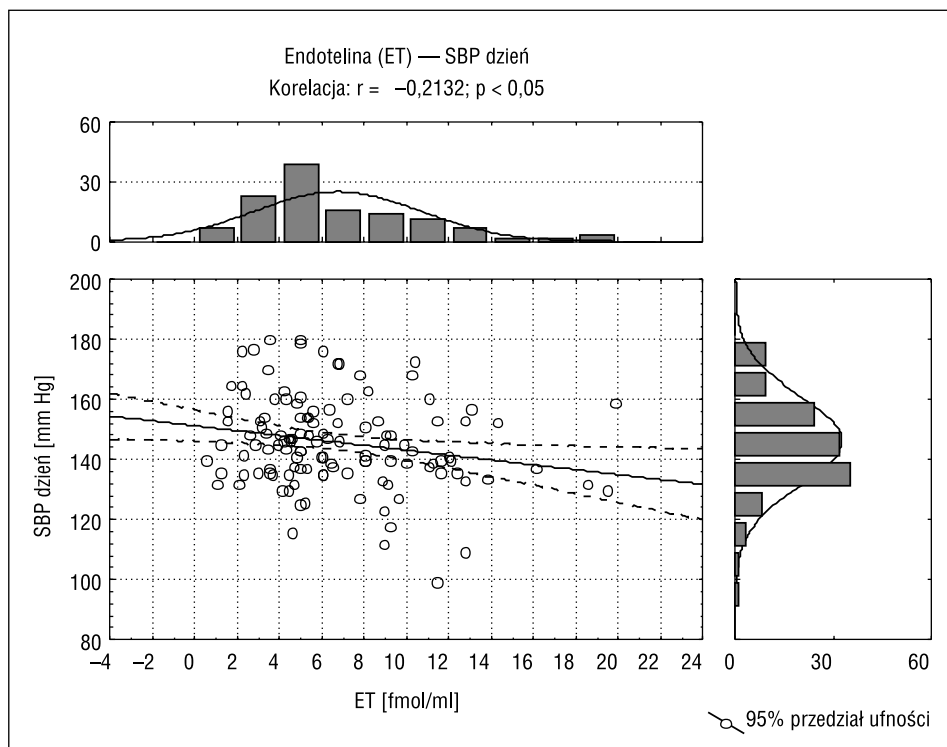 Endotelina (ET) — SBP dzień
Korelacja: r = –0,2132; p < 0,05
60
30
0
200
180
160
140
120
100
80
SBP dzień [mm Hg]
–4 –2 0 2 4 6 8 10 12 14 16 18 20 22 24
ET [fmol/ml]
0 30 60
95% przedział ufności